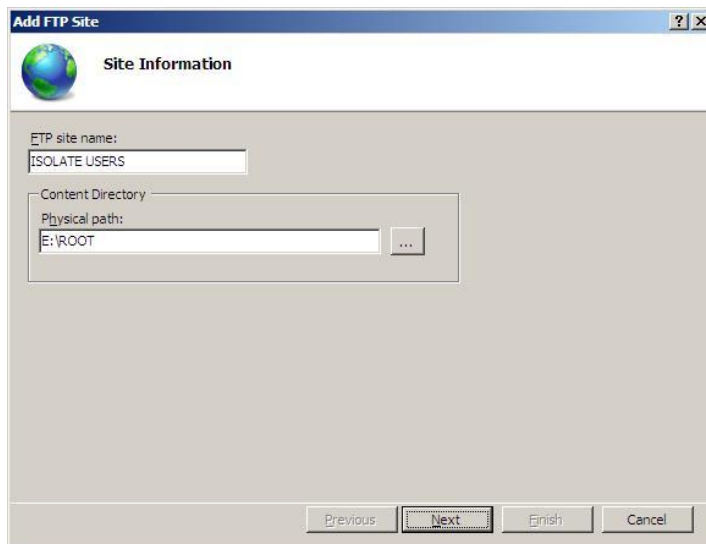 Add FTP Site
Site Information
FTP site name:
ISOLATE USERS
Content Directory
Physical path:
E:\ROOT
...
Previous Next Finish Cancel